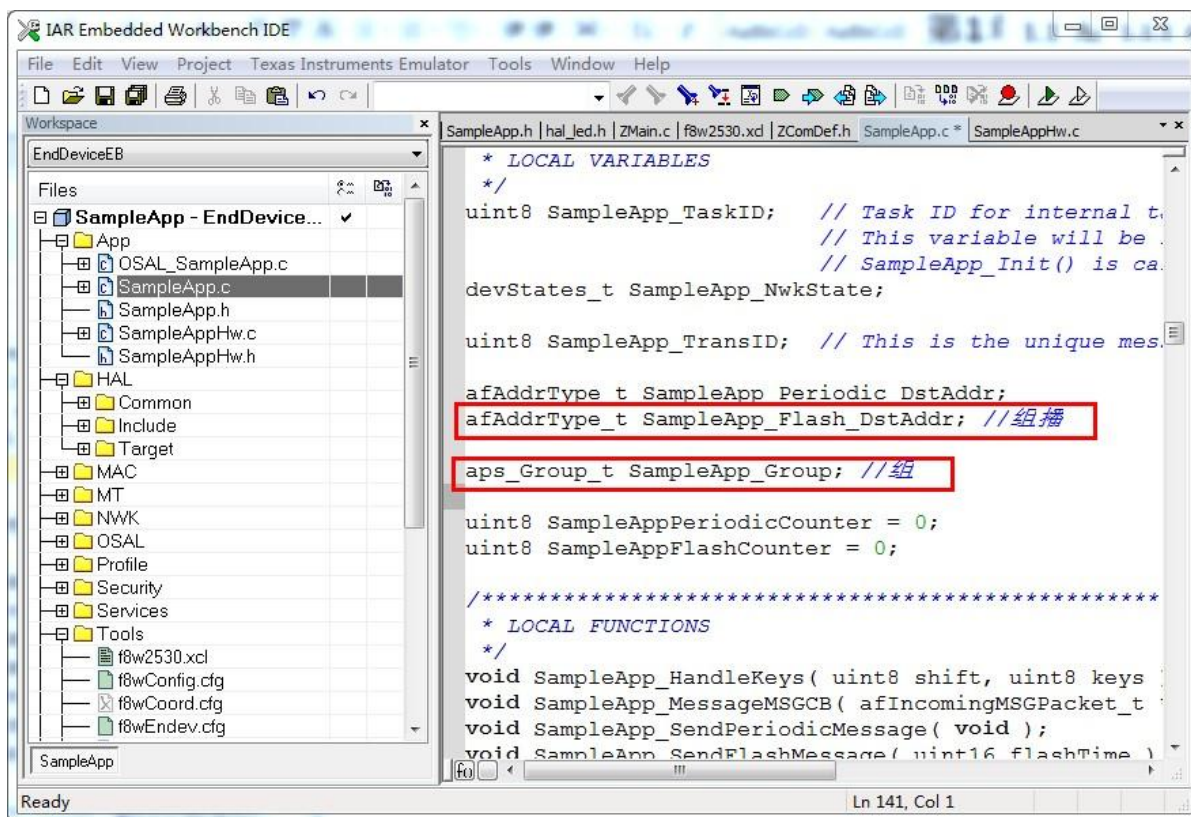 IAR Embedded Workbench IDE
File Edit View Project Texas Instruments Emulator Tools Window Help
Workspace
EndDeviceEB
Files
SampleApp - EndDevice...
App
OSAL_SampleApp.c
SampleApp.c
SampleApp.h
SampleAppHw.c
SampleAppHw.h
HAL
Common
Include
Target
MAC
MT
NWK
OSAL
Profile
Security
Services
Tools
f8w2530.xcl
f8wConfig.cfg
f8wCoord.cfg
f8wEndev.cfg
SampleApp
SampleApp.h | hal_led.h | ZMain.c | f8w2530.xcl | ZComDef.h SampleApp.c * SampleAppHw.c
* LOCAL VARIABLES
*/
uint8 SampleApp_TaskID; // Task ID for internal t
// This variable will be
// SampleApp_Init() is ca
devStates_t SampleApp_NwkState;
uint8 SampleApp_TransID; // This is the unique mes
afAddrType_t SampleApp_Periodic_DstAddr;
afAddrType_t SampleApp_Flash_DstAddr; //组播
aps_Group_t SampleApp_Group; //组
uint8 SampleAppPeriodicCounter = 0;
uint8 SampleAppFlashCounter = 0;
/***************************************************
* LOCAL FUNCTIONS
*/
void SampleApp_HandleKeys( uint8 shift, uint8 keys
void SampleApp_MessageMSGCB( afIncomingMSGPacket_t
void SampleApp_SendPeriodicMessage( void );
void SampleApp_SendFlashMessage( uint16 flashTime )
Ready Ln 141, Col 1